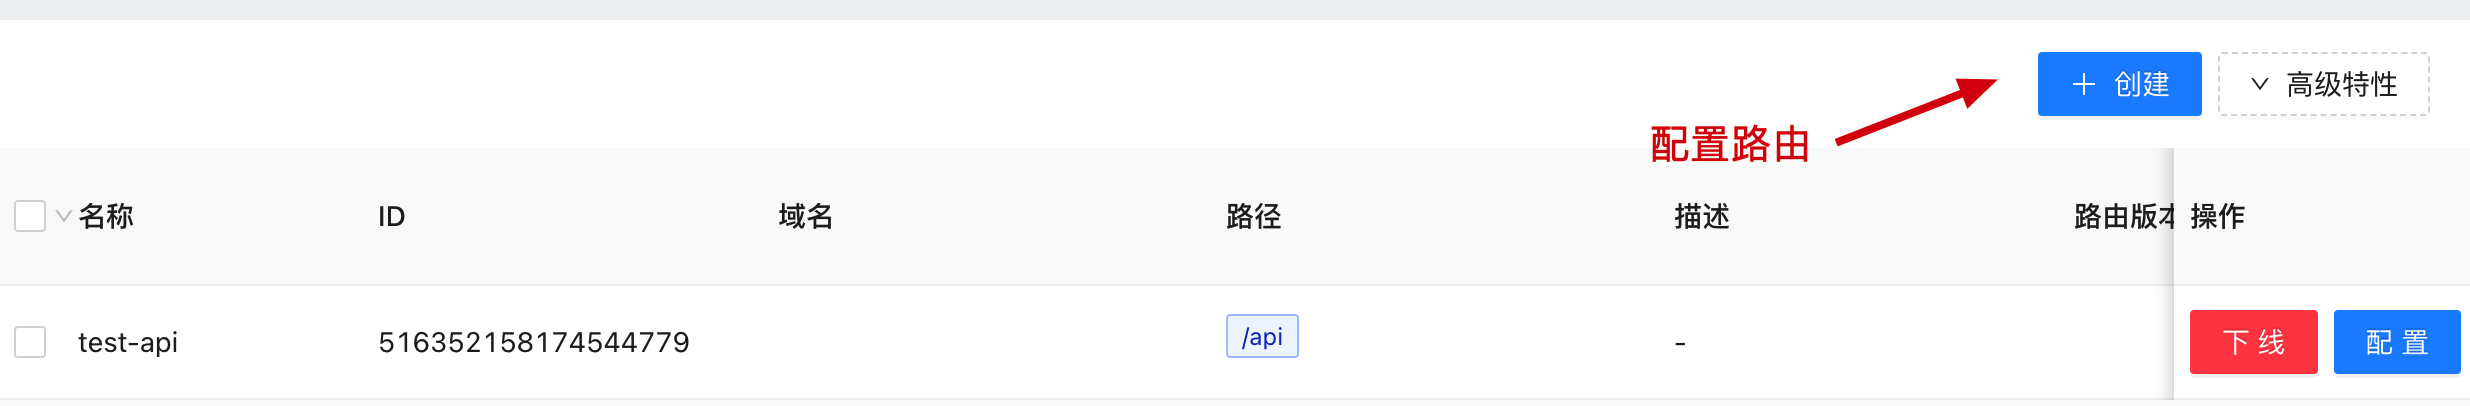 创建 高级特性
配置路由
名称 ID 域名 路径 描述 路由版本 操作
test-api 516352158174544779 /api - 下线 配置